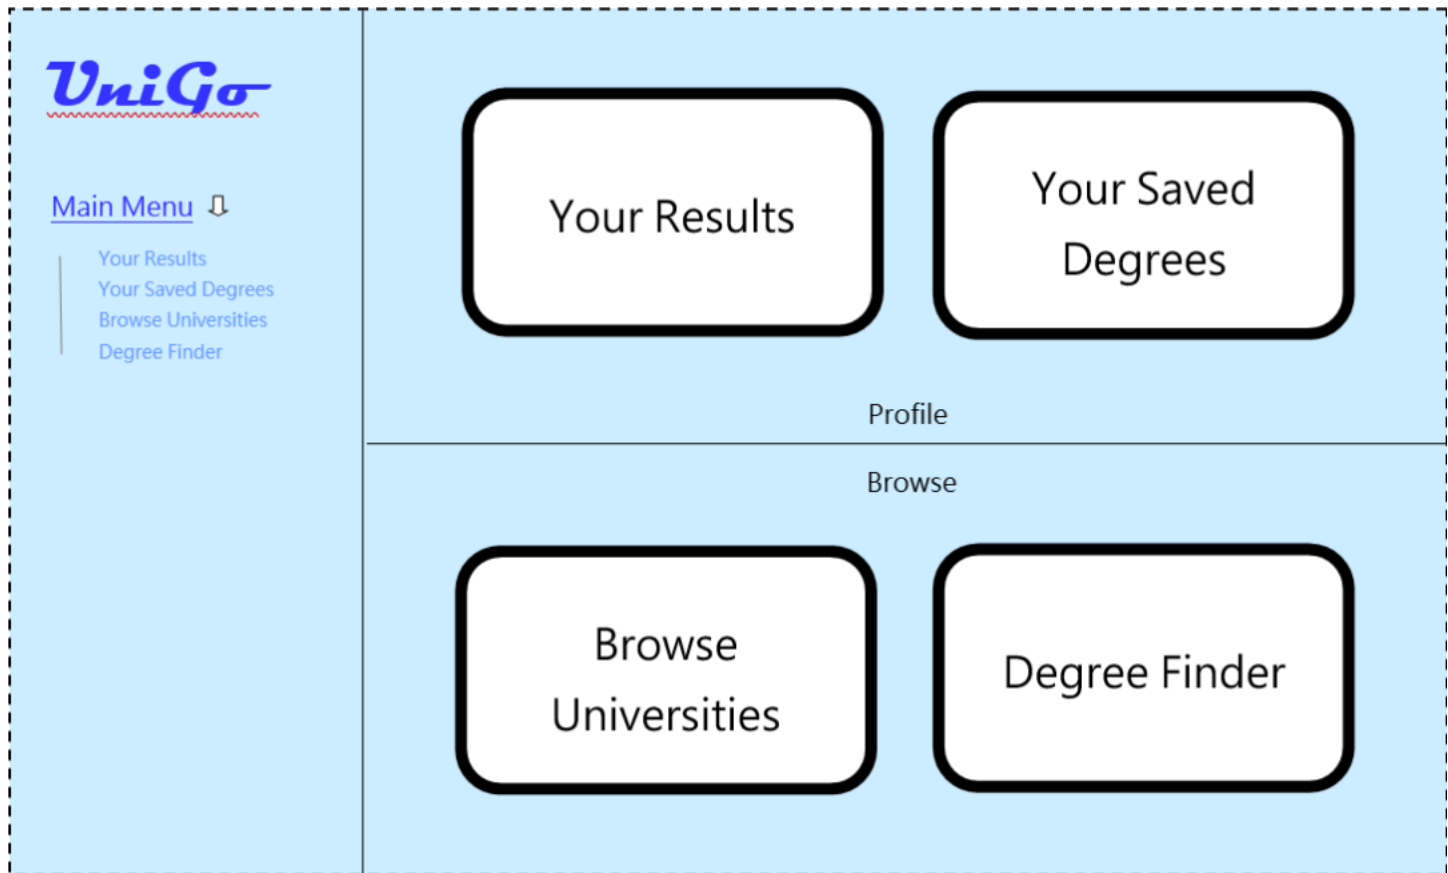 UniGo
Main Menu
Your Results
Your Saved Degrees
Browse Universities
Degree Finder
Your Results
Your Saved
Degrees
Profile
Browse
Browse
Universities
Degree Finder